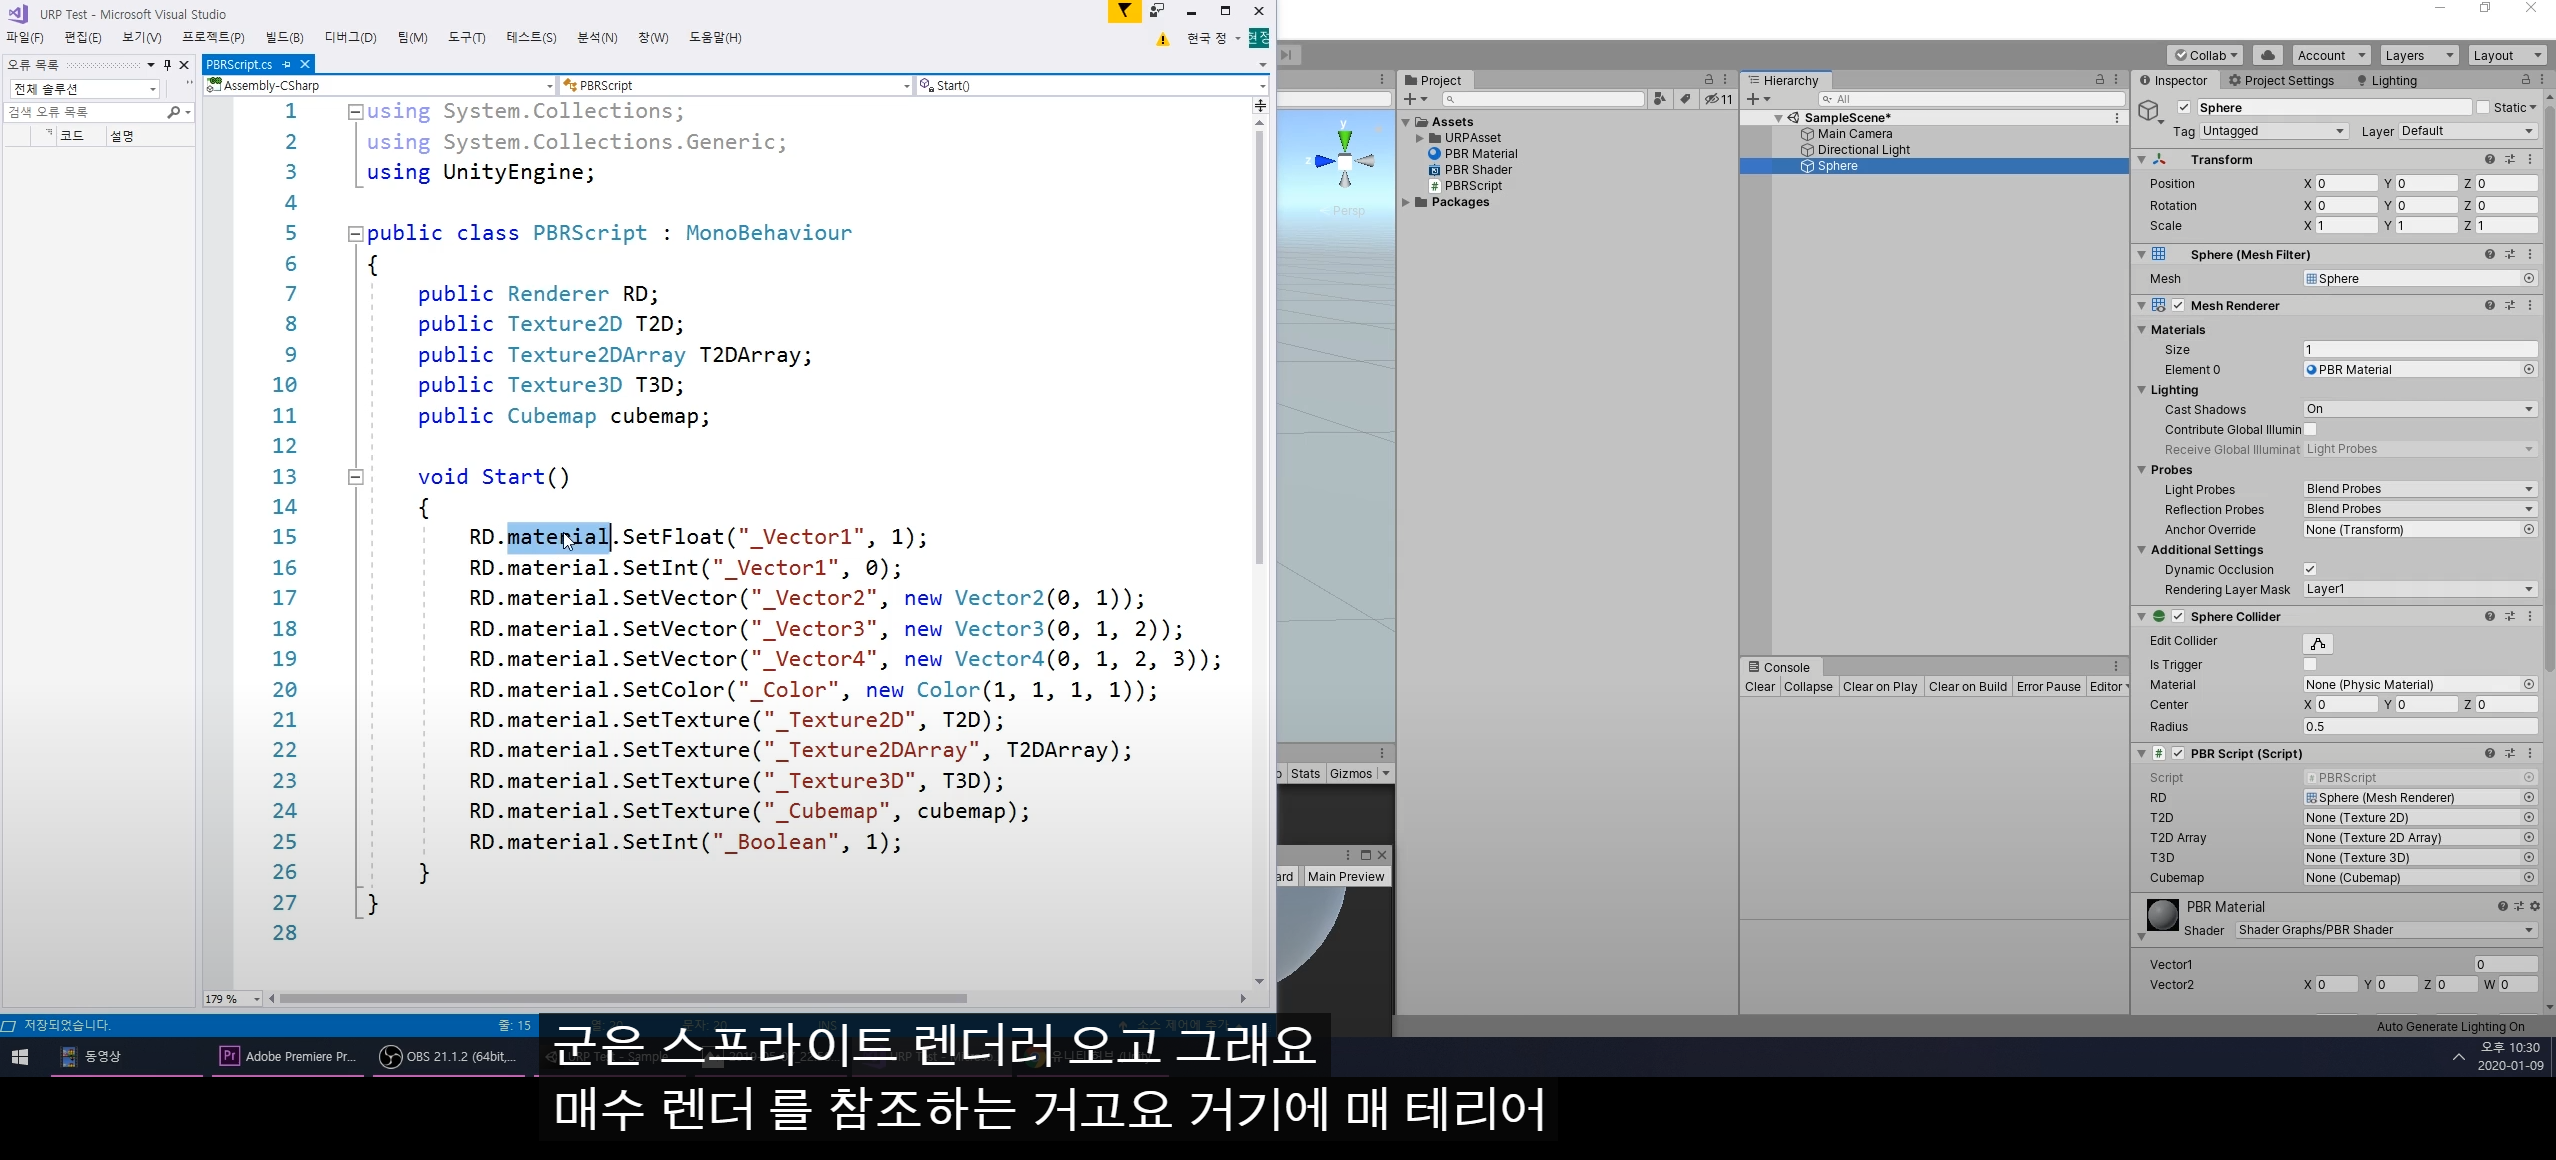 URP Test - Microsoft Visual Studio
파일(F) 편집(E) 보기(V) 프로젝트(P) 빌드(B) 디버그(D) 팀(M) 도구(T) 테스트(S) 분석(N) 창(W) 도움말(H)
현국 정
현정
오류 목록
전체 솔루션
검색 오류 목록
코드 설명
PBRScript.cs
Assembly-CSharp PBRScript Start()
1 using System.Collections;
2 using System.Collections.Generic;
3 using UnityEngine;
4
5 public class PBRScript : MonoBehaviour
6 {
7 public Renderer RD;
8 public Texture2D T2D;
9 public Texture2DArray T2DArray;
10 public Texture3D T3D;
11 public Cubemap cubemap;
12
13 void Start()
14 {
15 RD.material.SetFloat("_Vector1", 1);
16 RD.material.SetInt("_Vector1", 0);
17 RD.material.SetVector("_Vector2", new Vector2(0, 1));
18 RD.material.SetVector("_Vector3", new Vector3(0, 1, 2));
19 RD.material.SetVector("_Vector4", new Vector4(0, 1, 2, 3));
20 RD.material.SetColor("_Color", new Color(1, 1, 1, 1));
21 RD.material.SetTexture("_Texture2D", T2D);
22 RD.material.SetTexture("_Texture2DArray", T2DArray);
23 RD.material.SetTexture("_Texture3D", T3D);
24 RD.material.SetTexture("_Cubemap", cubemap);
25 RD.material.SetInt("_Boolean", 1);
26 }
27 }
28
179 %
저장되었습니다.
줄: 15
y
z
Persp
Stats Gizmos
Main Preview
Project
11
Assets
URPAsset
PBR Material
PBR Shader
PBRScript
Packages
Hierarchy
All
SampleScene*
Main Camera
Directional Light
Sphere
Console
Clear Collapse Clear on Play Clear on Build Error Pause Editor
Collab Account Layers Layout
Inspector Project Settings Lighting
Sphere Static
Tag Untagged Layer Default
Transform
Position X 0 Y 0 Z 0
Rotation X 0 Y 0 Z 0
Scale X 1 Y 1 Z 1
Sphere (Mesh Filter)
Mesh Sphere
Mesh Renderer
Materials
Size 1
Element 0 PBR Material
Lighting
Cast Shadows On
Contribute Global Illumin
Receive Global Illuminat Light Probes
Probes
Light Probes Blend Probes
Reflection Probes Blend Probes
Anchor Override None (Transform)
Additional Settings
Dynamic Occlusion
Rendering Layer Mask Layer1
Sphere Collider
Edit Collider
Is Trigger
Material None (Physic Material)
Center X 0 Y 0 Z 0
Radius 0.5
PBR Script (Script)
Script PBRScript
RD Sphere (Mesh Renderer)
T2D None (Texture 2D)
T2D Array None (Texture 2D Array)
T3D None (Texture 3D)
Cubemap None (Cubemap)
PBR Material
Shader Shader Graphs/PBR Shader
Vector1 0
Vector2 X 0 Y 0 Z 0 W 0
Auto Generate Lighting On
동영상 Adobe Premiere Pr... OBS 21.1.2 (64bit,...
오후 10:30
2020-01-09
군은 스프라이트 렌더러 오고 그래요
매수 렌더 를 참조하는 거고요 거기에 매 테리어